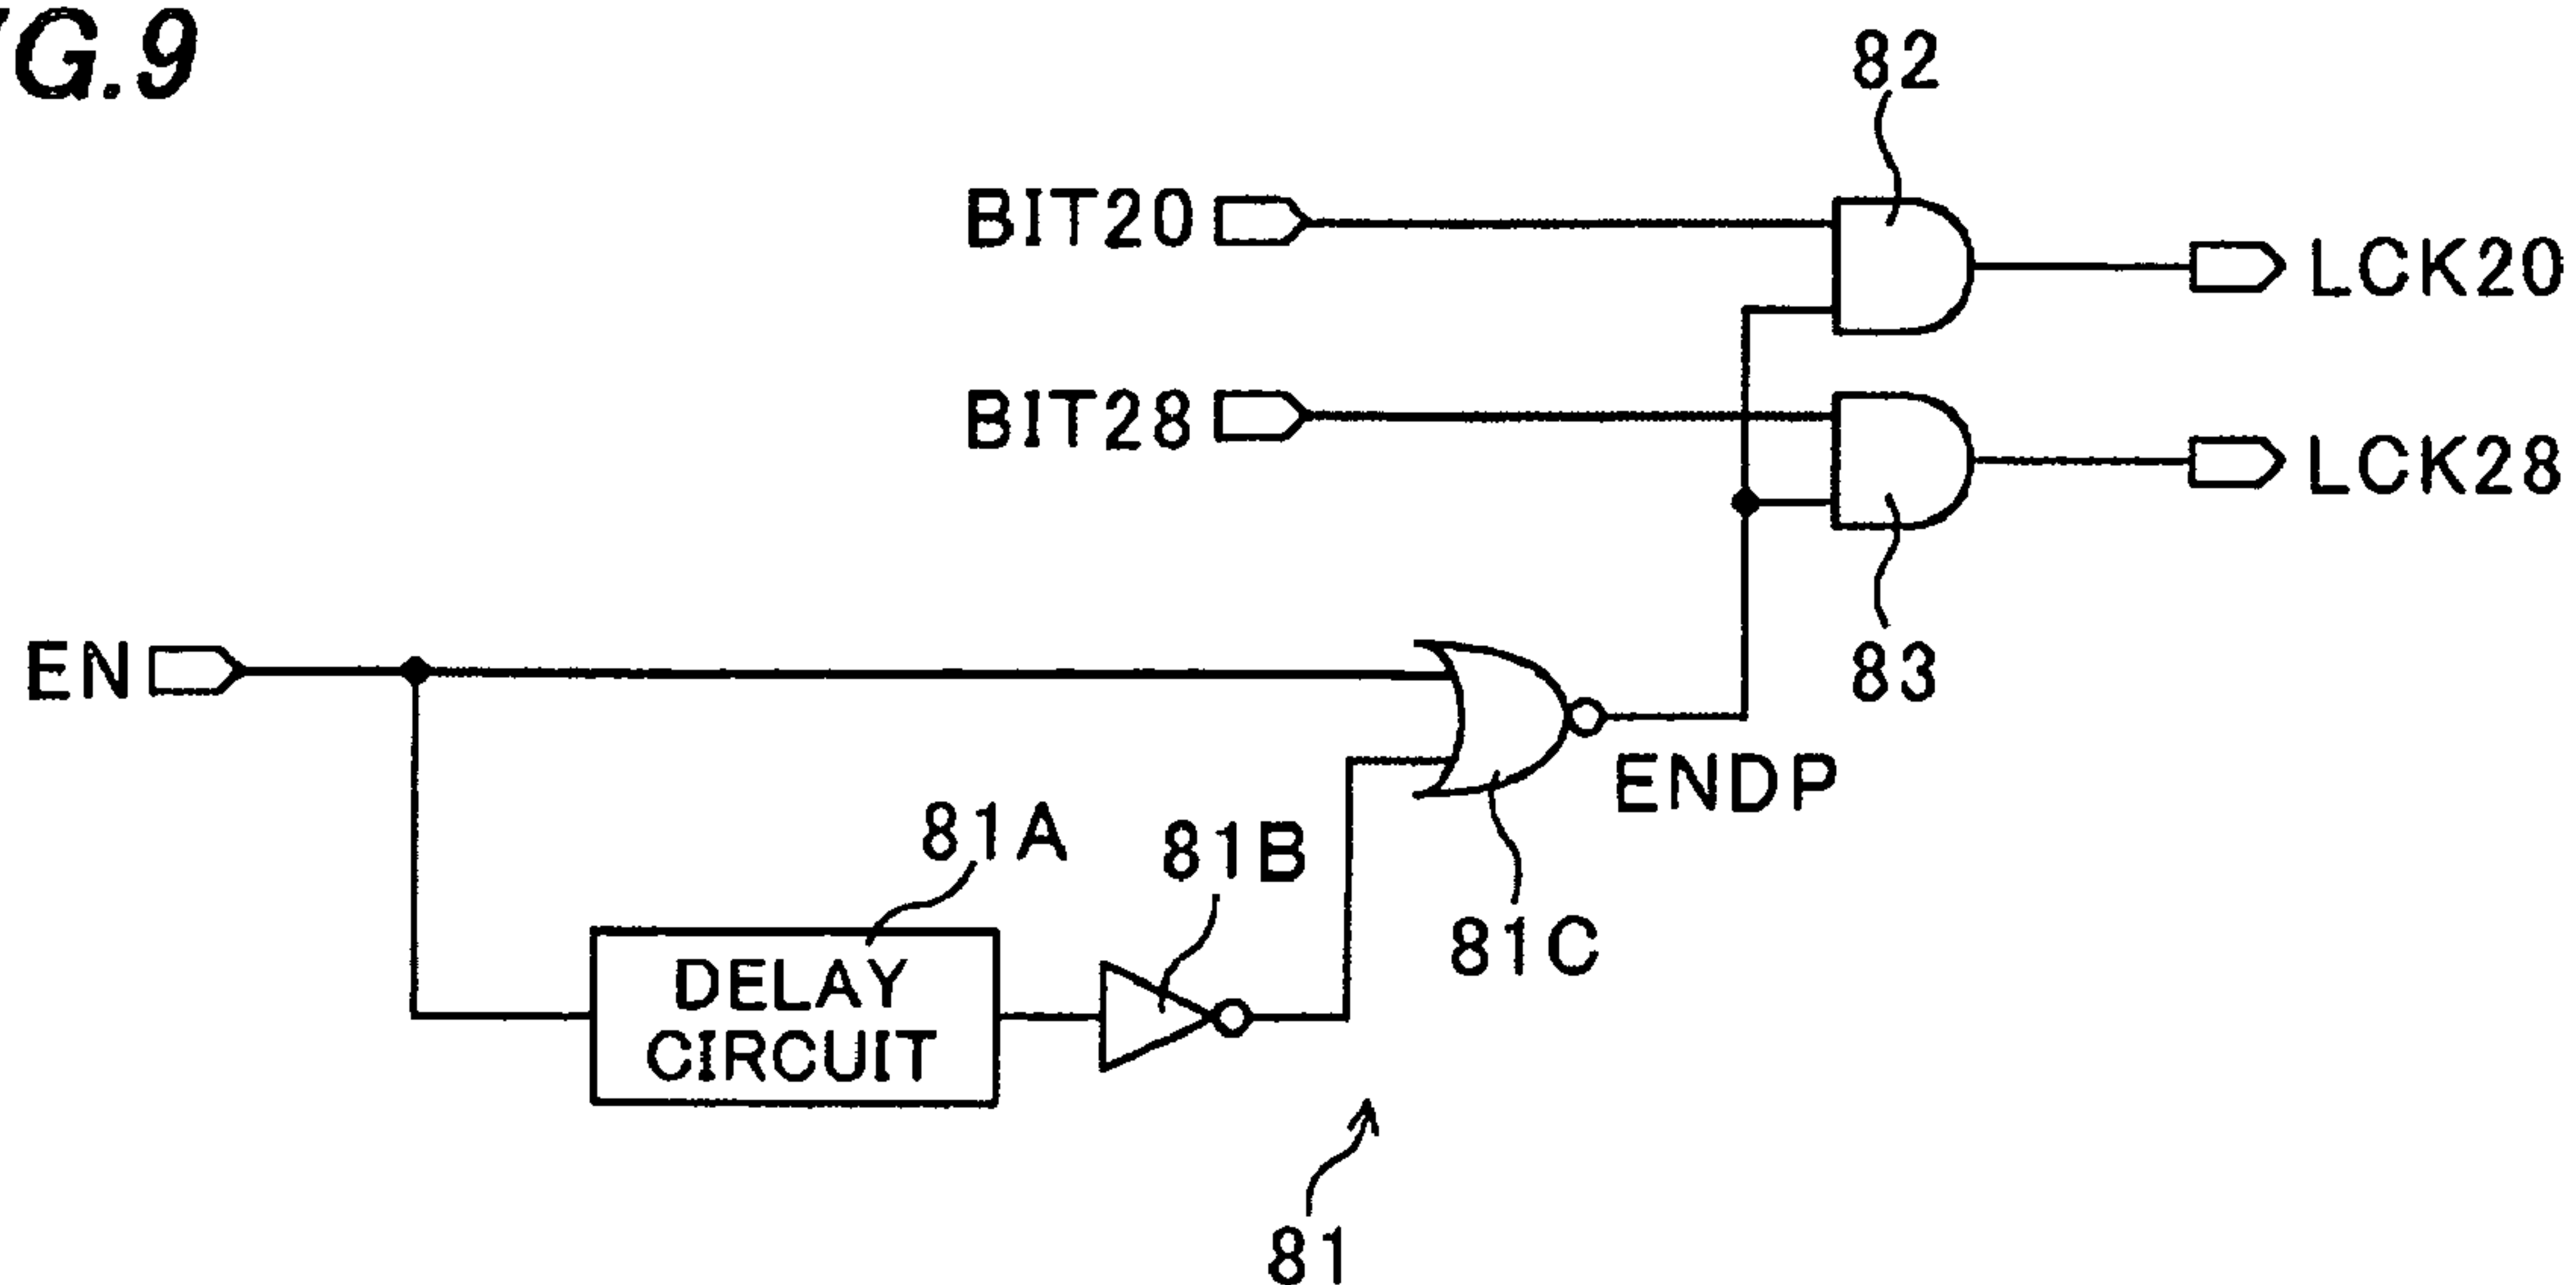 G.9
82
BIT20
LCK20
BIT28
LCK28
EN
83
ENDP
81A
81B
81C
DELAY
CIRCUIT
81